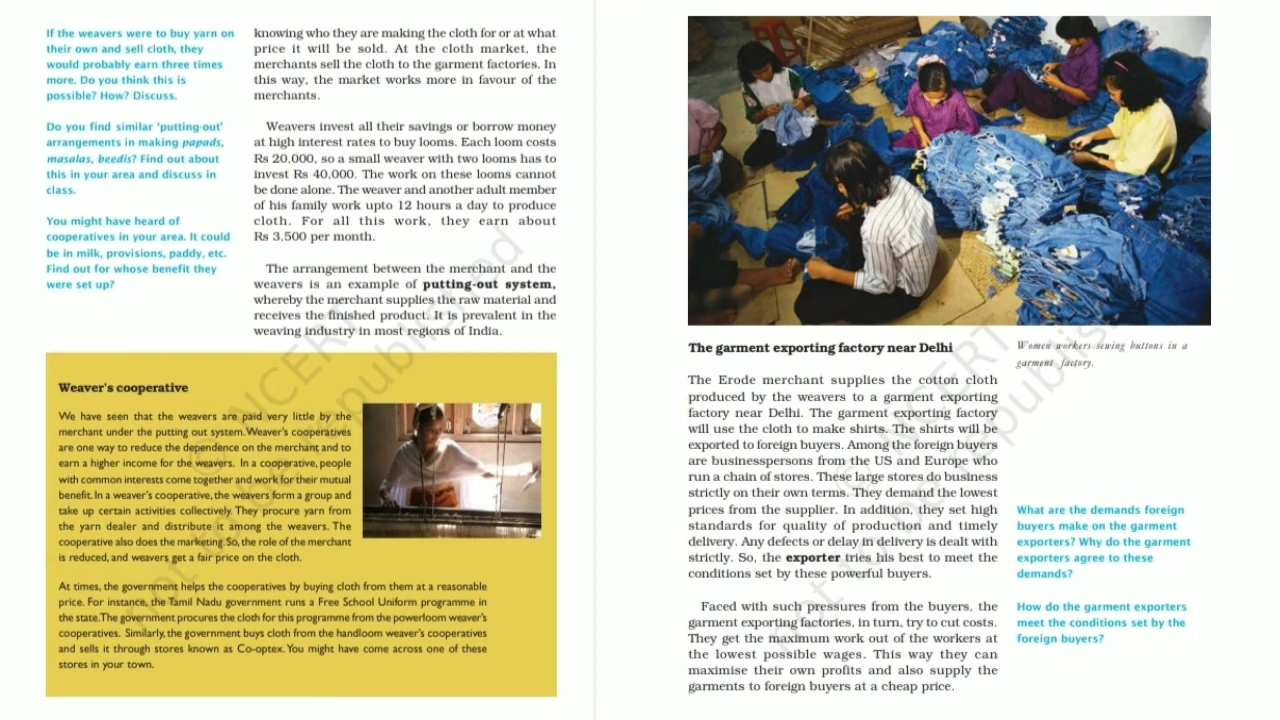 If the weavers were to buy yarn on
their own and sell cloth, they
would probably earn three times
more. Do you think this is
possible? How? Discuss.
Do you find similar ‘putting-out’
arrangements in making papads,
masalas, beedis? Find out about
this in your area and discuss in
class.
You might have heard of
cooperatives in your area. It could
be in milk, provisions, paddy, etc.
Find out for whose benefit they
were set up?
knowing who they are making the cloth for or at what
price it will be sold. At the cloth market, the
merchants sell the cloth to the garment factories. In
this way, the market works more in favour of the
merchants.
Weavers invest all their savings or borrow money
at high interest rates to buy looms. Each loom costs
Rs 20,000, so a small weaver with two looms has to
invest Rs 40,000. The work on these looms cannot
be done alone. The weaver and another adult member
of his family work upto 12 hours a day to produce
cloth. For all this work, they earn about
Rs 3,500 per month.
The arrangement between the merchant and the
weavers is an example of putting-out system,
whereby the merchant supplies the raw material and
receives the finished product. It is prevalent in the
weaving industry in most regions of India.
Weaver's cooperative
We have seen that the weavers are paid very little by the
merchant under the putting out system. Weaver's cooperatives
are one way to reduce the dependence on the merchant and to
earn a higher income for the weavers. In a cooperative, people
with common interests come together and work for their mutual
benefit. In a weaver's cooperative, the weavers form a group and
take up certain activities collectively. They procure yarn from
the yarn dealer and distribute it among the weavers. The
cooperative also does the marketing. So, the role of the merchant
is reduced, and weavers get a fair price on the cloth.
At times, the government helps the cooperatives by buying cloth from them at a reasonable
price. For instance, the Tamil Nadu government runs a Free School Uniform programme in
the state. The government procures the cloth for this programme from the powerloom weaver's
cooperatives. Similarly, the government buys cloth from the handloom weaver's cooperatives
and sells it through stores known as Co-optex. You might have come across one of these
stores in your town.
© NCERT
not to be republished
The garment exporting factory near Delhi
The Erode merchant supplies the cotton cloth
produced by the weavers to a garment exporting
factory near Delhi. The garment exporting factory
will use the cloth to make shirts. The shirts will be
exported to foreign buyers. Among the foreign buyers
are businesspersons from the US and Europe who
run a chain of stores. These large stores do business
strictly on their own terms. They demand the lowest
prices from the supplier. In addition, they set high
standards for quality of production and timely
delivery. Any defects or delay in delivery is dealt with
strictly. So, the exporter tries his best to meet the
conditions set by these powerful buyers.
Faced with such pressures from the buyers, the
garment exporting factories, in turn, try to cut costs.
They get the maximum work out of the workers at
the lowest possible wages. This way they can
maximise their own profits and also supply the
garments to foreign buyers at a cheap price.
Women workers sewing buttons in a
garment factory.
What are the demands foreign
buyers make on the garment
exporters? Why do the garment
exporters agree to these
demands?
How do the garment exporters
meet the conditions set by the
foreign buyers?
© NCERT
not to be republished